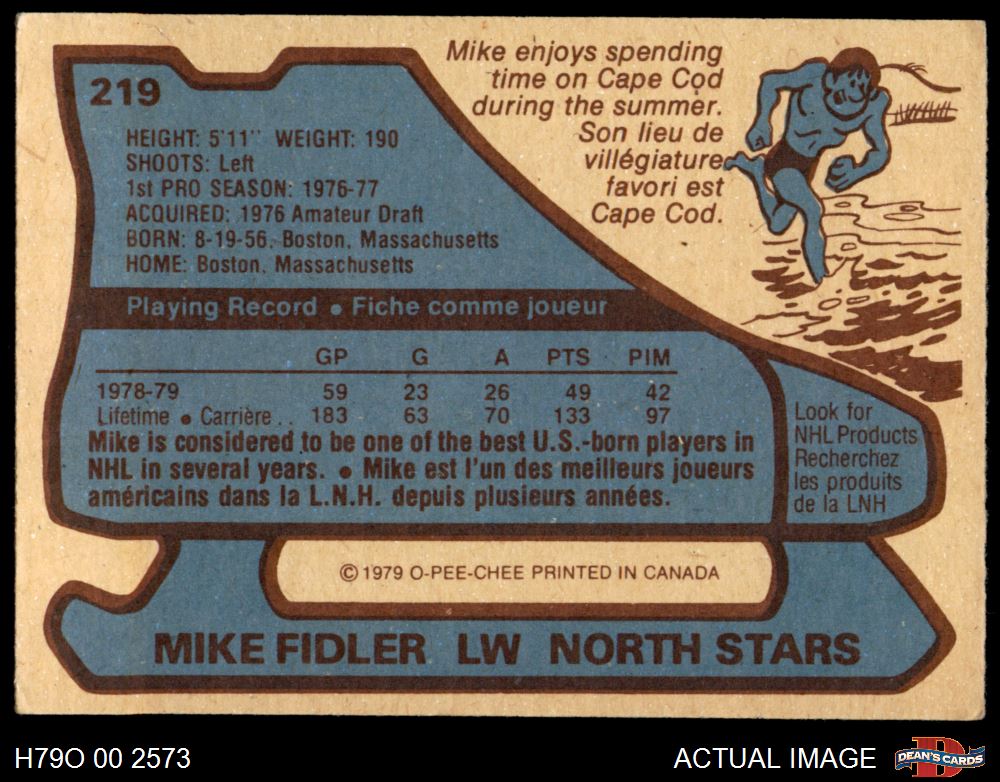 219
Mike enjoys spending
time on Cape Cod
during the summer.
Son lieu de
villégiature
favori est
Cape Cod.
HEIGHT: 5'11" WEIGHT: 190
SHOOTS: Left
1st PRO SEASON: 1976-77
ACQUIRED: 1976 Amateur Draft
BORN: 8-19-56, Boston, Massachusetts
HOME: Boston, Massachusetts
Playing Record • Fiche comme joueur
GP G A PTS PIM
1978-79 59 23 26 49 42
Lifetime • Carrière . . 183 63 70 133 97
Mike is considered to be one of the best U.S.-born players in
NHL in several years. • Mike est l'un des meilleurs joueurs
américains dans la L.N.H. depuis plusieurs années.
Look for
NHL Products
Recherchez
les produits
de la LNH
© 1979 O-PEE-CHEE PRINTED IN CANADA
MIKE FIDLER LW NORTH STARS
H79O 00 2573
ACTUAL IMAGE
D
DEAN'S CARDS